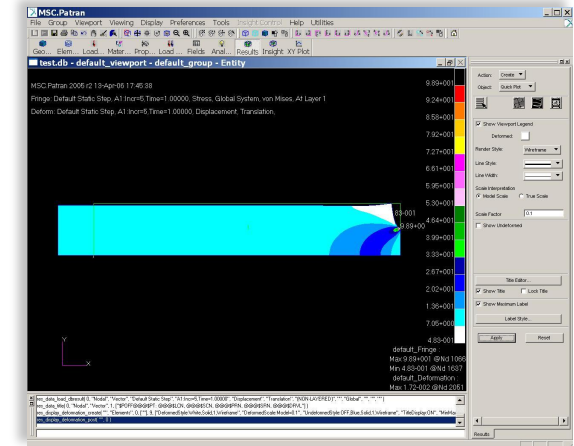 MSC.Patran
File Group Viewport Viewing Display Preferences Tools Insight Control Help Utilities
Geo... Elem... Load... Mater... Prop... Load ... Fields Anal... Results Insight XY Plot
test.db - default_viewport - default_group - Entity
MSC.Patran 2005 r2 13-Apr-06 17:45:38
Fringe: Default Static Step, A1:Incr=5,Time=1.00000, Stress, Global System, von Mises, At Layer 1
Deform: Default Static Step, A1:Incr=5,Time=1.00000, Displacement, Translation,
9.89+001
9.24+001
8.58+001
7.92+001
7.27+001
6.61+001
5.95+001
5.30+001
4.64+001
3.99+001
3.33+001
2.67+001
2.02+001
1.36+001
7.05+000
4.83-001
83-001
9.89+00
default_Fringe :
Max 9.89+001 @Nd 1066
Min 4.83-001 @Nd 1637
default_Deformation :
Max 1.72-002 @Nd 2051
Y
X
Action: Create
Object: Quick Plot
Show Viewport Legend
Deformed:
Render Style: Wireframe
Line Style:
Line Width:
Scale Interpretation
Model Scale True Scale
Scale Factor 0.1
Show Undeformed
Title Editor...
Show Title Lock Title
Show Maximum Label
Label Style...
Apply Reset
Results